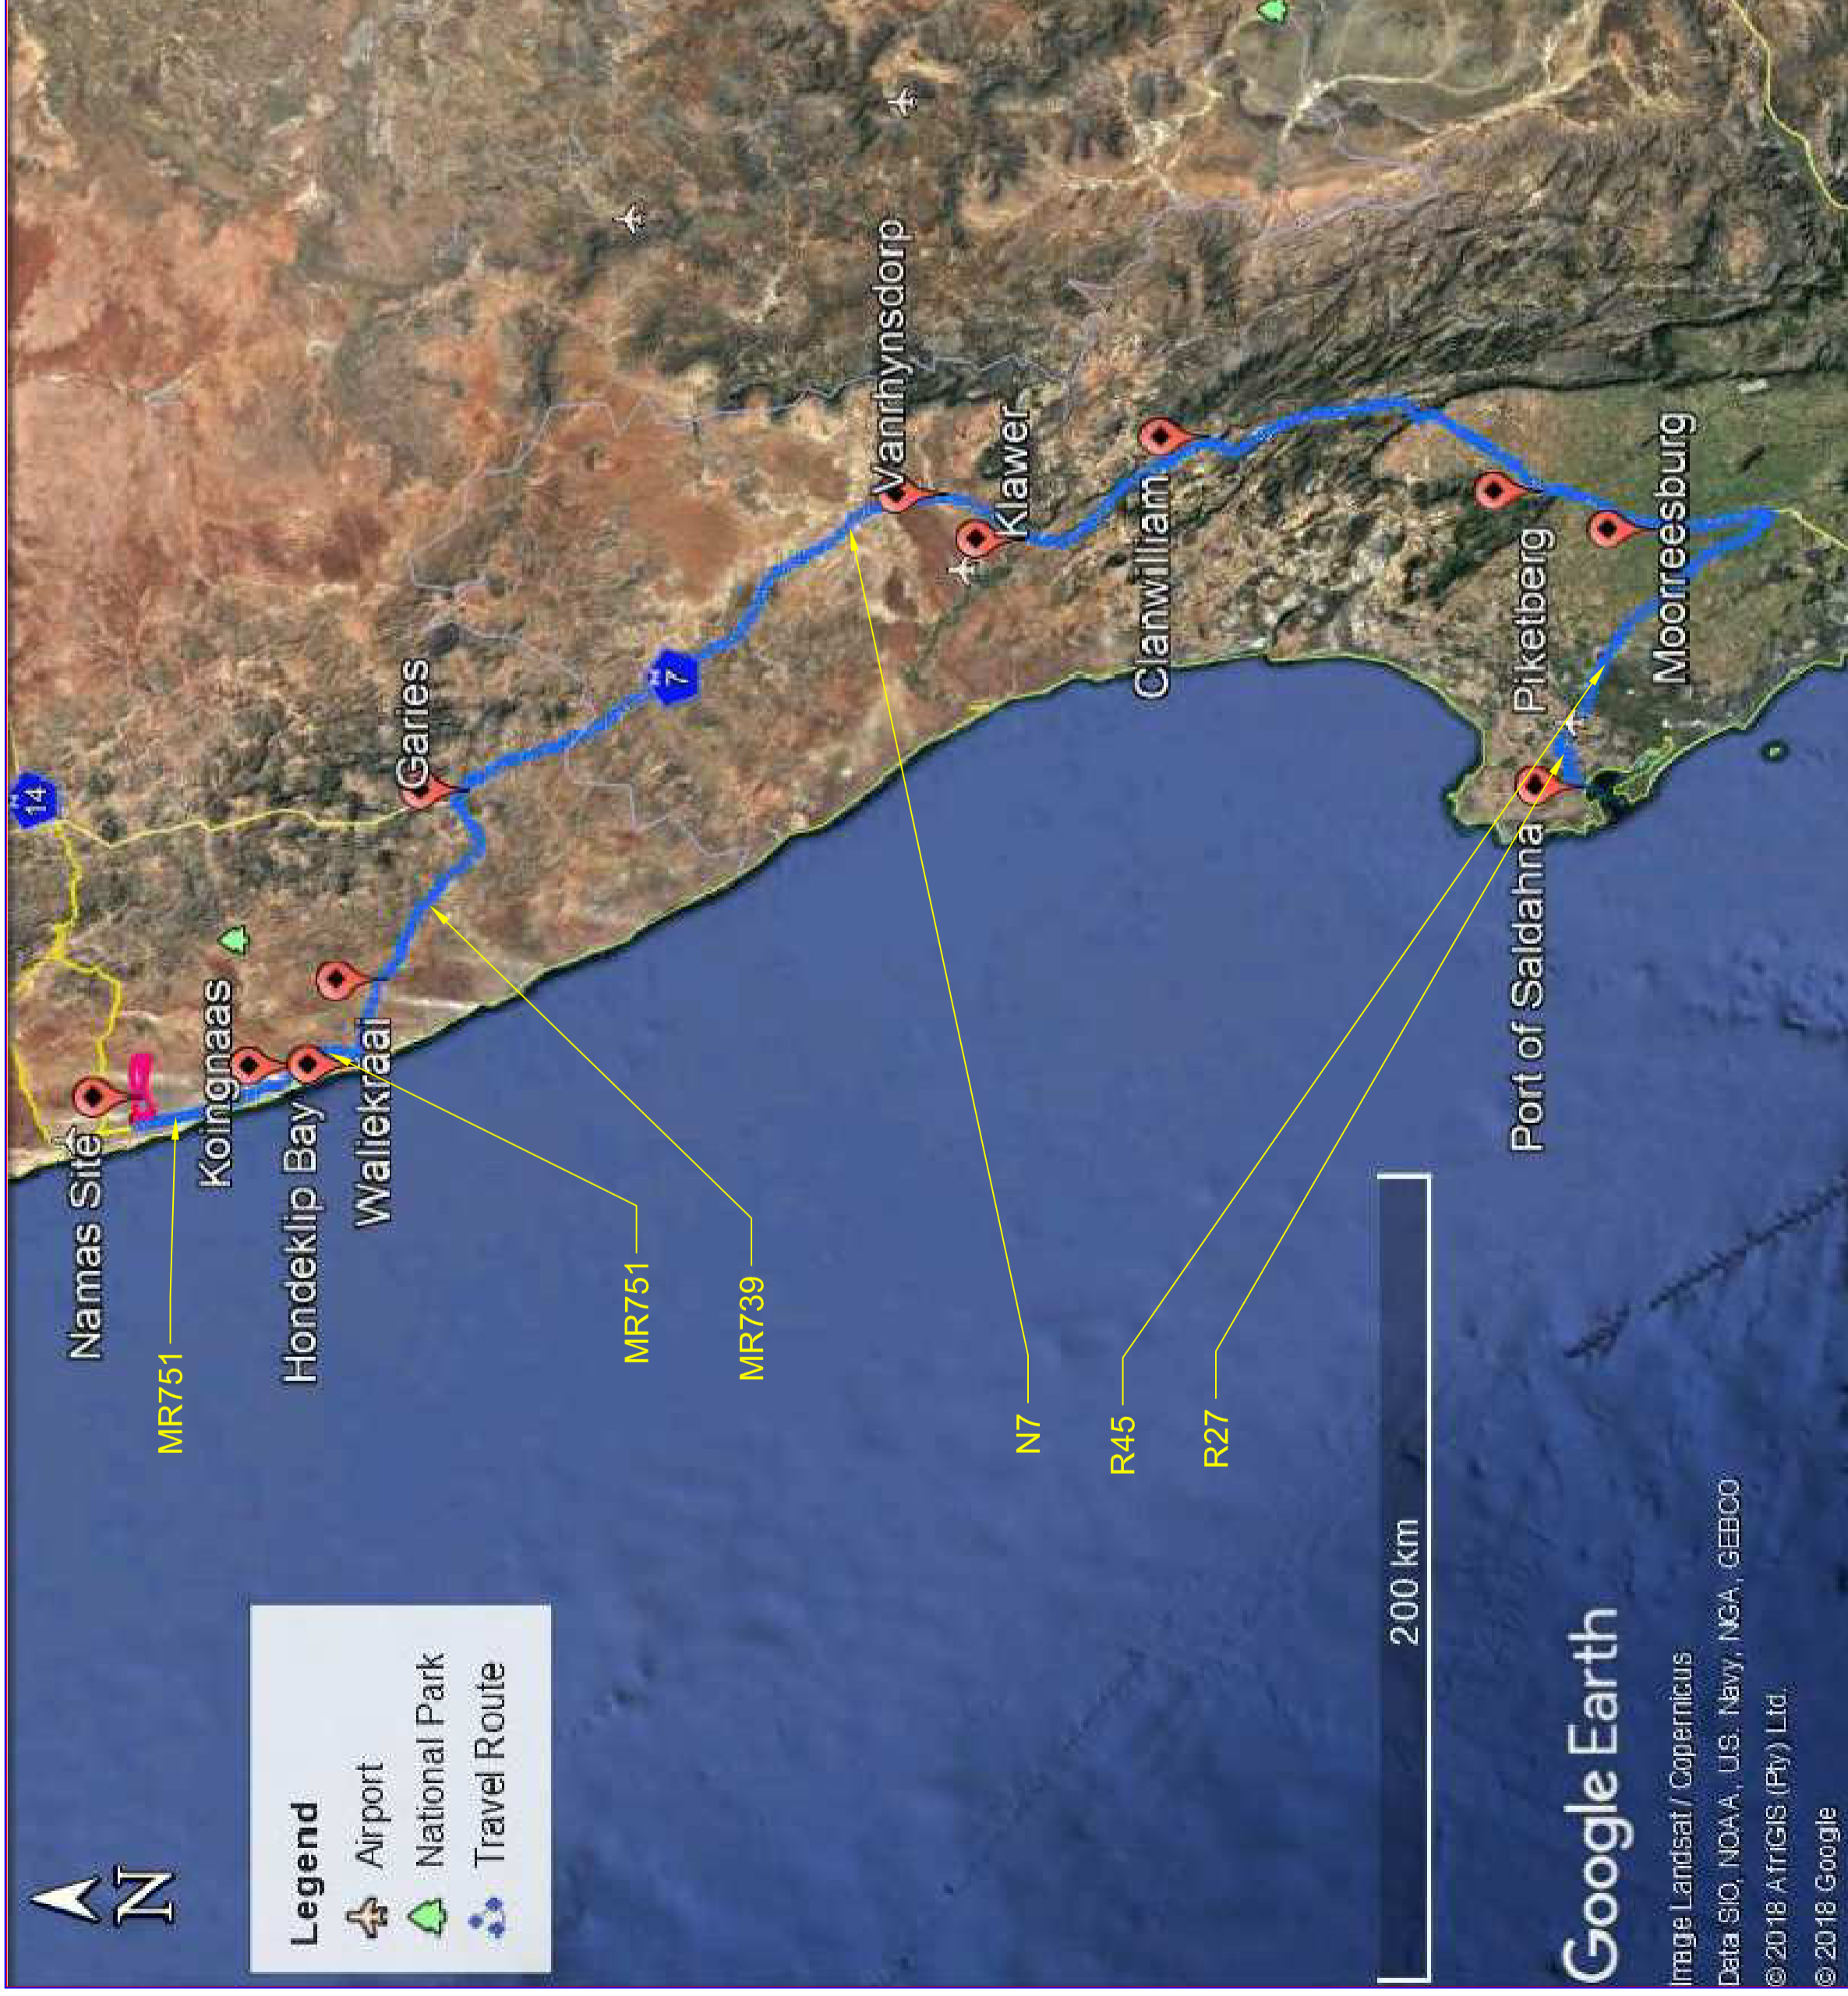 N
14
Namas Site
MR751
Koingnaas
Hondeklip Bay
Waliekraai
Garies
Legend
Airport
National Park
Travel Route
MR751
N
7
MR739
Vanrhynsdorp
Klawer
N7
R45
Clanwilliam
R27
200 km
Port of Saldahna
Piketberg
Moorreesburg
Google Earth
Image Landsat / Copernicus
Data SIO, NOAA, U.S. Navy, NGA, GEBCO
© 2018 AfriGIS (Pty) Ltd.
© 2018 Google